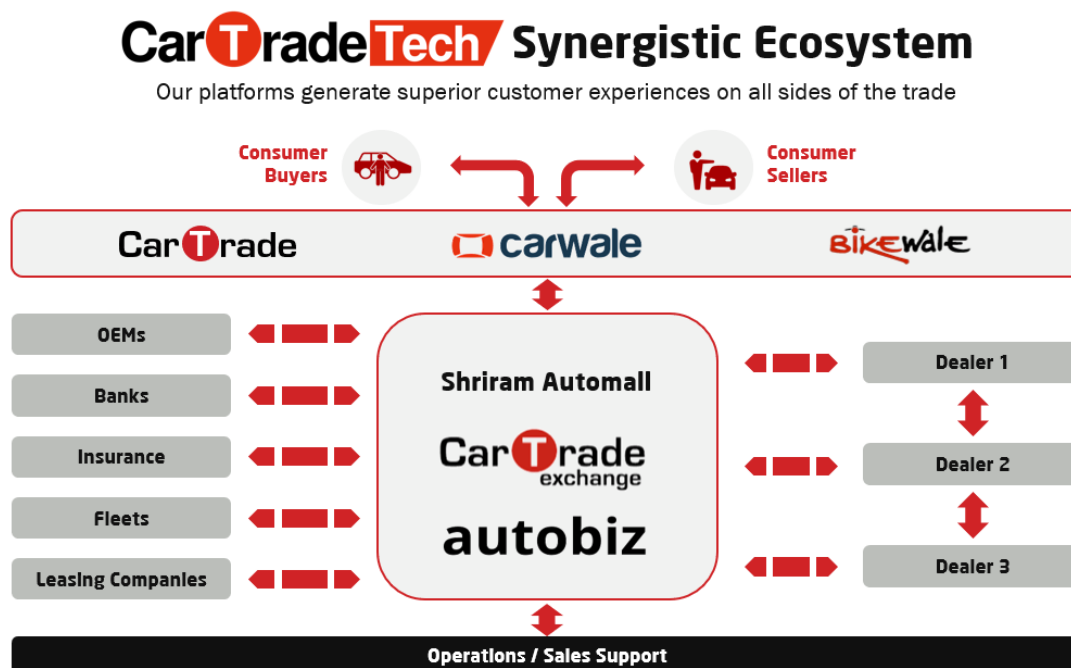 CarTradeTech Synergistic Ecosystem
Our platforms generate superior customer experiences on all sides of the trade
Consumer
Buyers
Consumer
Sellers
CarTrade
carwale
BIKEWâle
OEMs
Banks
Insurance
Fleets
Leasing Companies
Shriram Automall
CarTrade
exchange
autobiz
Dealer 1
Dealer 2
Dealer 3
Operations / Sales Support